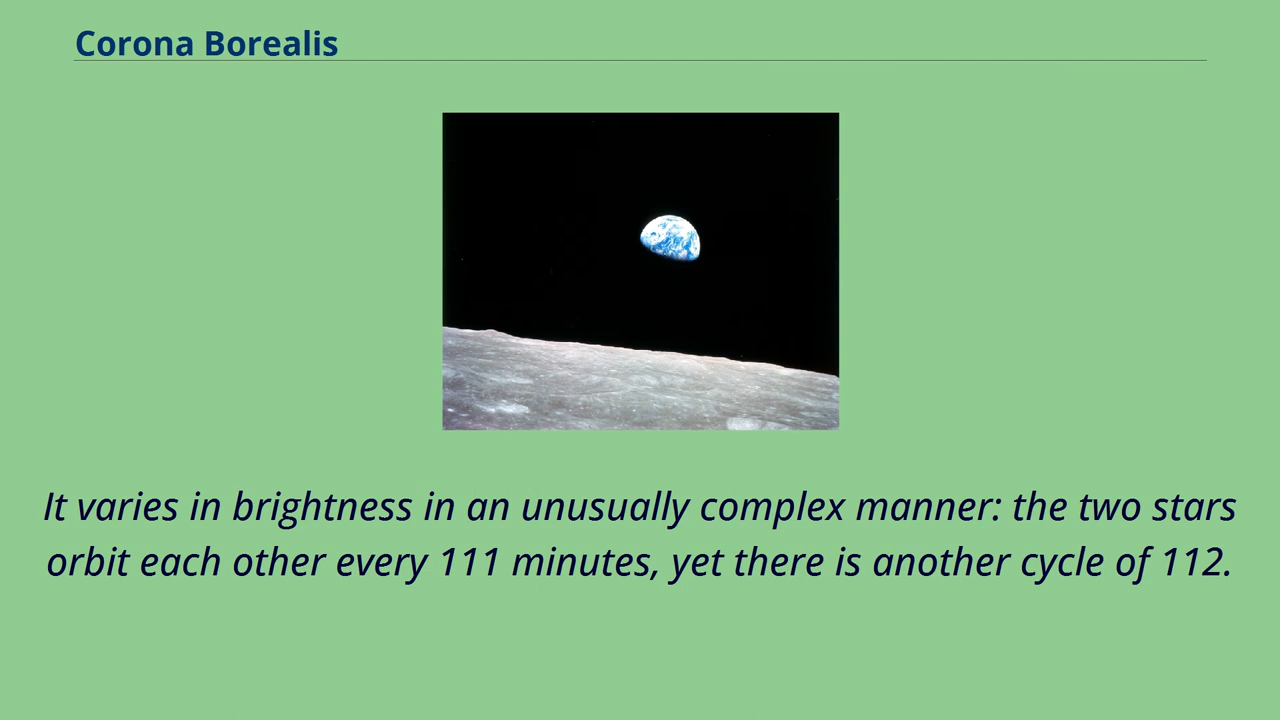 Corona Borealis
It varies in brightness in an unusually complex manner: the two stars
orbit each other every 111 minutes, yet there is another cycle of 112.